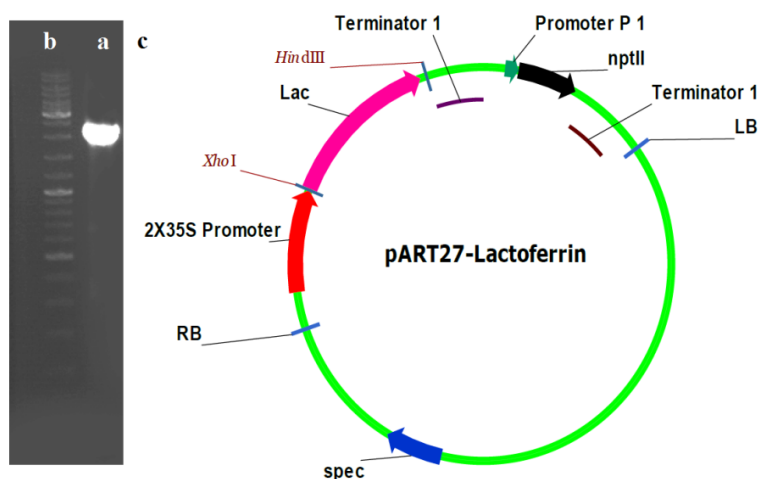 b a c
Terminator 1
Promoter P 1
nptII
HindIII
Lac
Terminator 1
LB
XhoI
2X35S Promoter
pART27-Lactoferrin
RB
spec